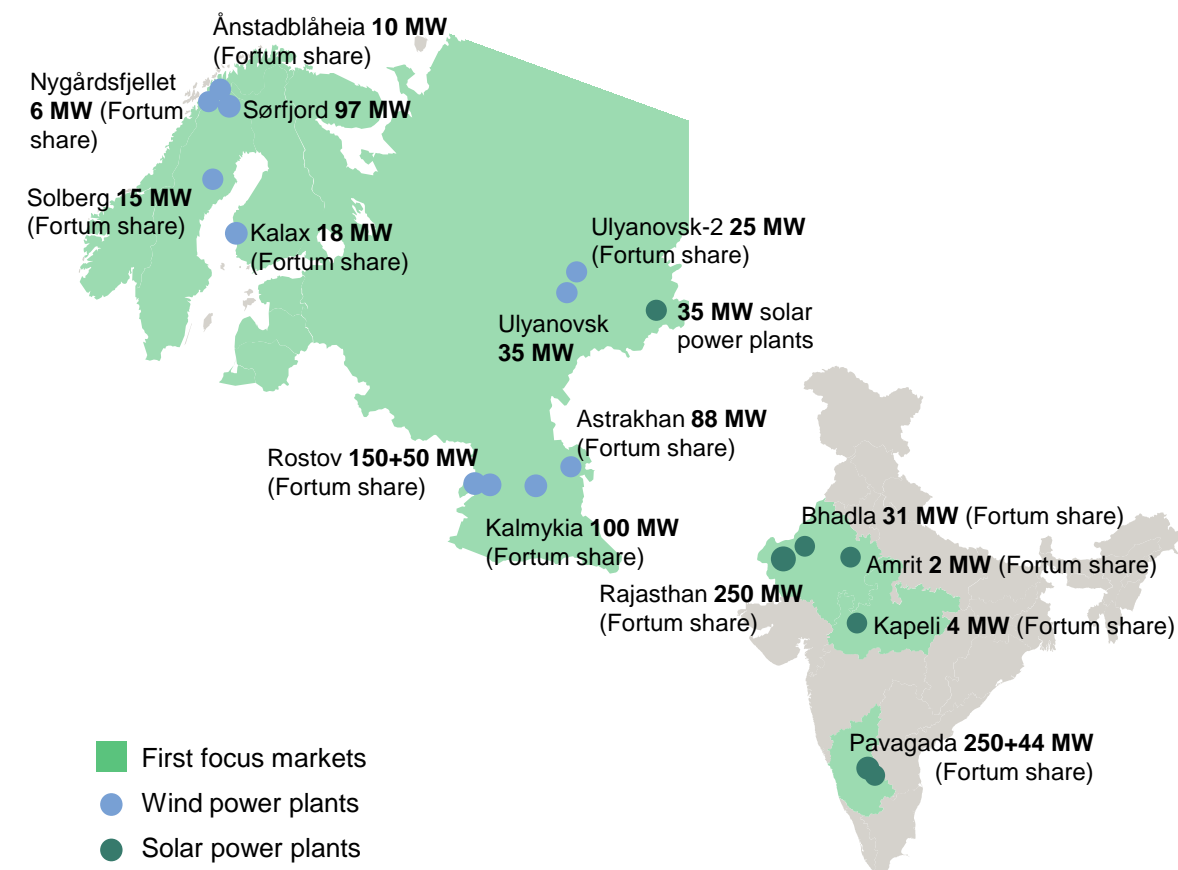 Ånstadblåheia 10 MW
(Fortum share)
Nygårdsfjellet
6 MW (Fortum
share)
Sørfjord 97 MW
Solberg 15 MW
(Fortum share)
Kalax 18 MW
(Fortum share)
Ulyanovsk-2 25 MW
(Fortum share)
Ulyanovsk
35 MW
35 MW solar
power plants
Astrakhan 88 MW
(Fortum share)
Rostov 150+50 MW
(Fortum share)
Kalmykia 100 MW
(Fortum share)
Bhadla 31 MW (Fortum share)
Amrit 2 MW (Fortum share)
Rajasthan 250 MW
(Fortum share)
Kapeli 4 MW (Fortum share)
Pavagada 250+44 MW
(Fortum share)
First focus markets
Wind power plants
Solar power plants